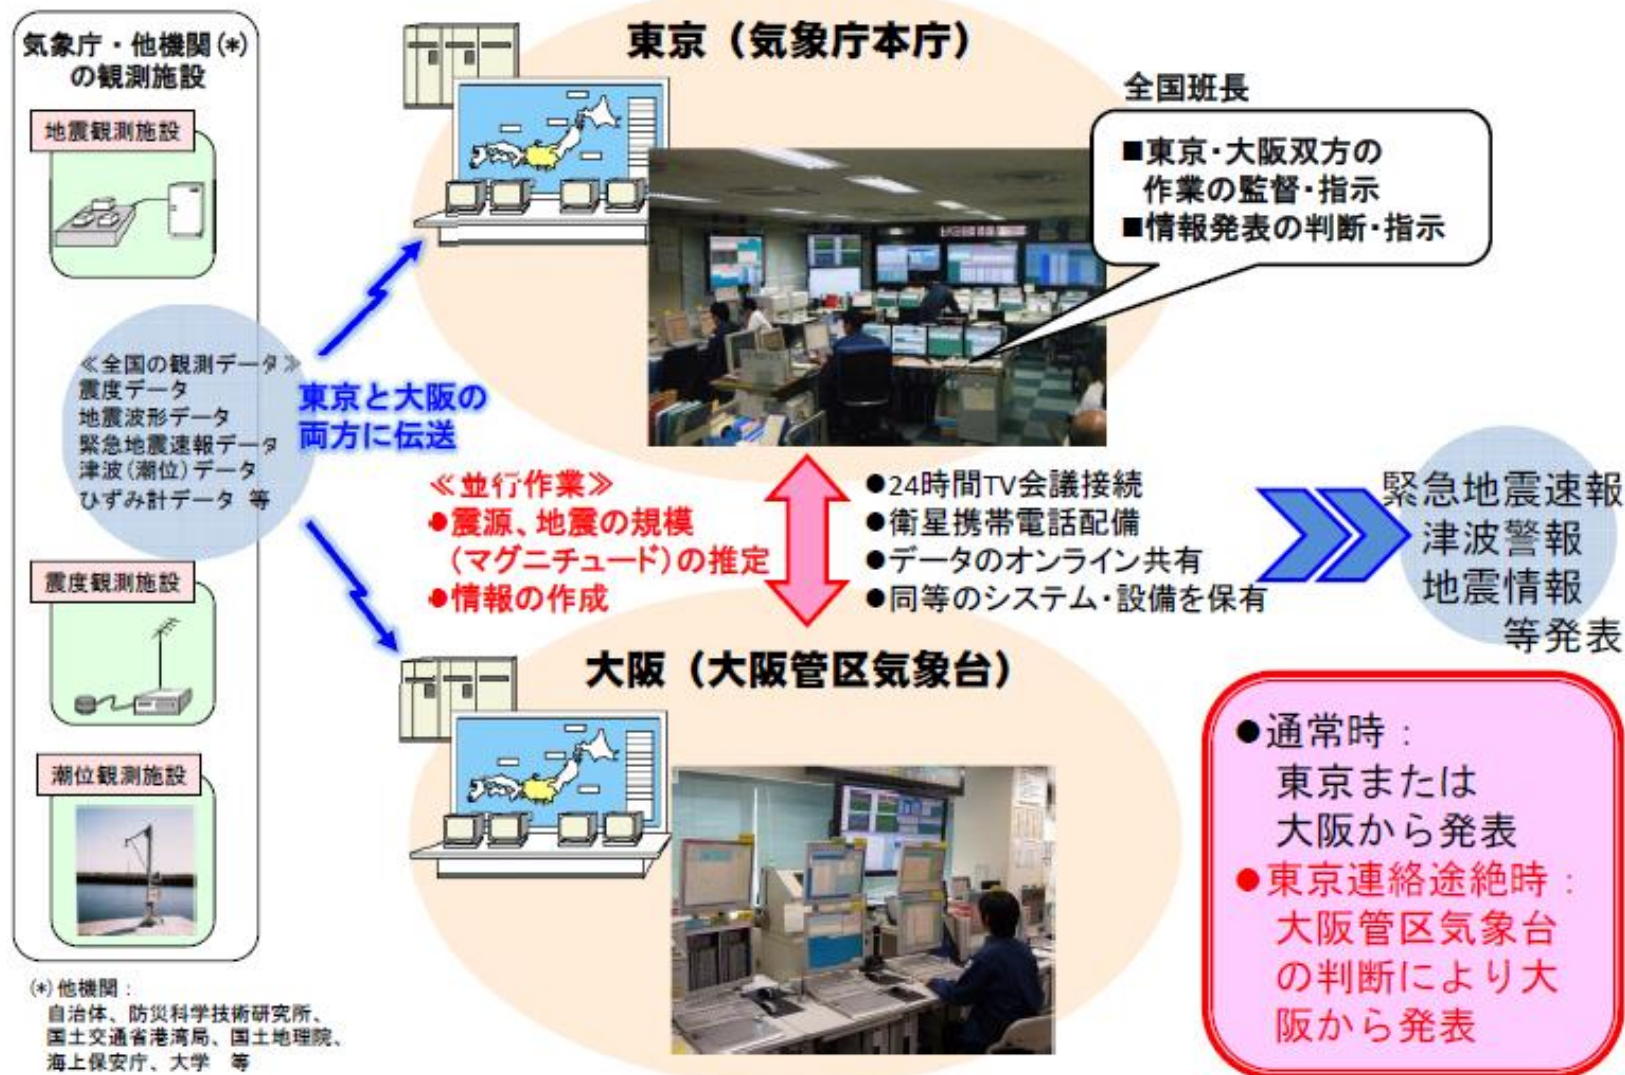 気象庁・他機関(*)
の観測施設
地震観測施設
≪全国の観測データ≫
震度データ
地震波形データ
緊急地震速報データ
津波(潮位)データ
ひずみ計データ 等
震度観測施設
潮位観測施設
(*)他機関：
自治体、防災科学技術研究所、
国土交通省港湾局、国土地理院、
海上保安庁、大学 等
東京と大阪の
両方に伝送
東京（気象庁本庁）
全国班長
■東京・大阪双方の
作業の監督・指示
■情報発表の判断・指示
≪並行作業≫
●震源、地震の規模
(マグニチュード)の推定
●情報の作成
●24時間TV会議接続
●衛星携帯電話配備
●データのオンライン共有
●同等のシステム・設備を保有
大阪（大阪管区気象台）
緊急地震速報
津波警報
地震情報
等発表
●通常時：
東京または
大阪から発表
●東京連絡途絶時：
大阪管区気象台
の判断により大
阪から発表